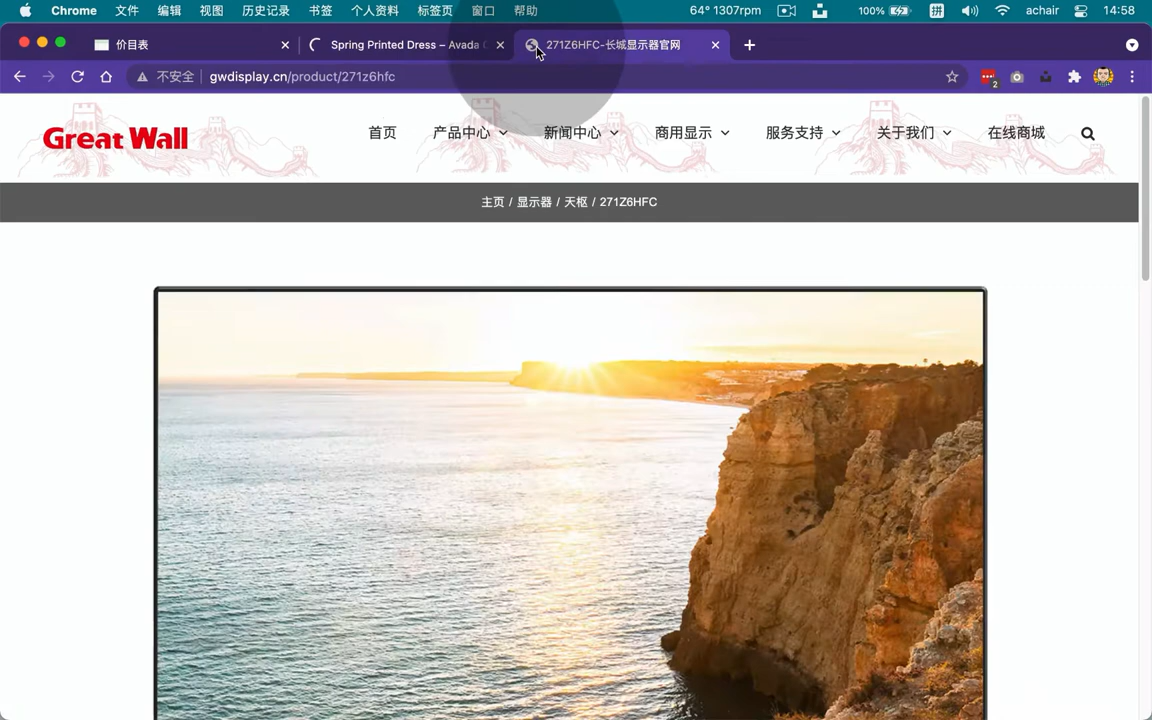 Chrome 文件 编辑 视图 历史记录 书签 个人资料 标签页 窗口 帮助 64° 1307rpm 100% 拼 achair 14:58
价目表 Spring Printed Dress – Avada 271Z6HFC-长城显示器官网
不安全 gwdisplay.cn/product/271z6hfc 2
Great Wall 首页 产品中心 新闻中心 商用显示 服务支持 关于我们 在线商城
主页 / 显示器 / 天枢 / 271Z6HFC